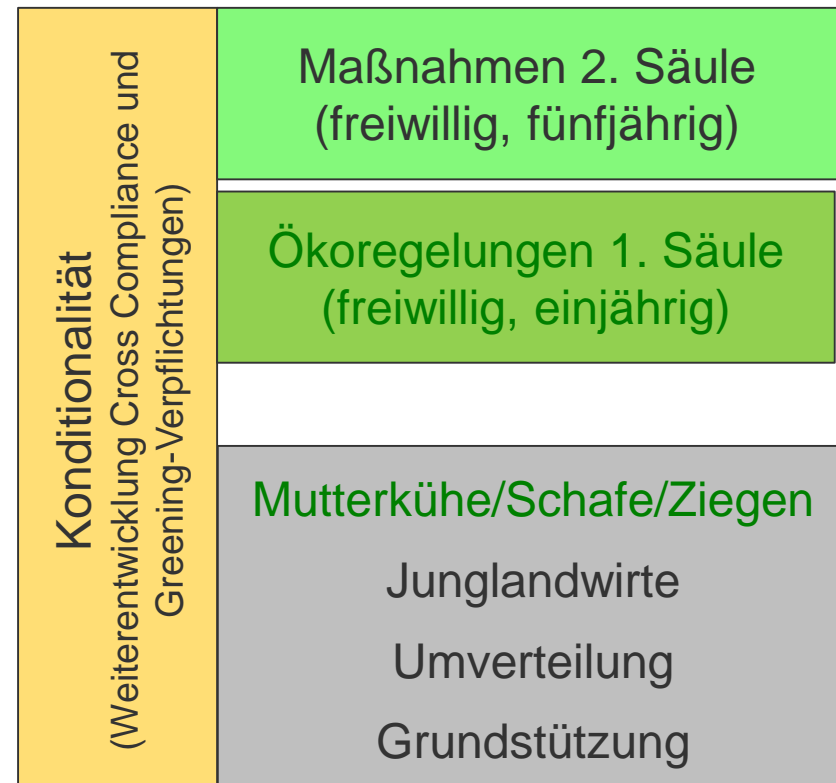 Konditionalität
(Weiterentwicklung Cross Compliance und
Greening-Verpflichtungen)
Maßnahmen 2. Säule
(freiwillig, fünfjährig)
Ökoregelungen 1. Säule
(freiwillig, einjährig)
Mutterkühe/Schafe/Ziegen
Junglandwirte
Umverteilung
Grundstützung